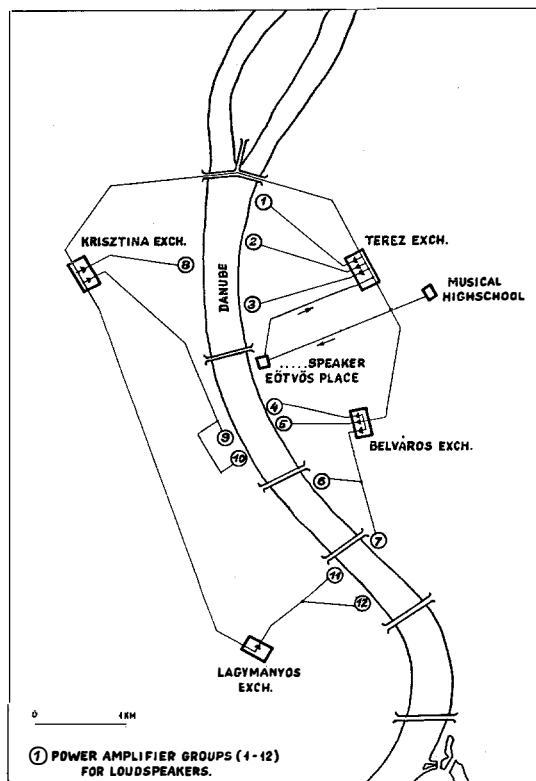 ①
TEREZ EXCH.
②
KRISZTINA EXCH.
⑧
DANUBE
MUSICAL
HIGHSCHOOL
③
.....SPEAKER
EÖTVÖS PLACE
④
⑤
BELVÁROS EXCH.
⑨
⑩
⑥
⑦
⑪
⑫
LAGYMÁNYOS
EXCH.
0 1KM
① POWER AMPLIFIER GROUPS (1-12)
FOR LOUDSPEAKERS.